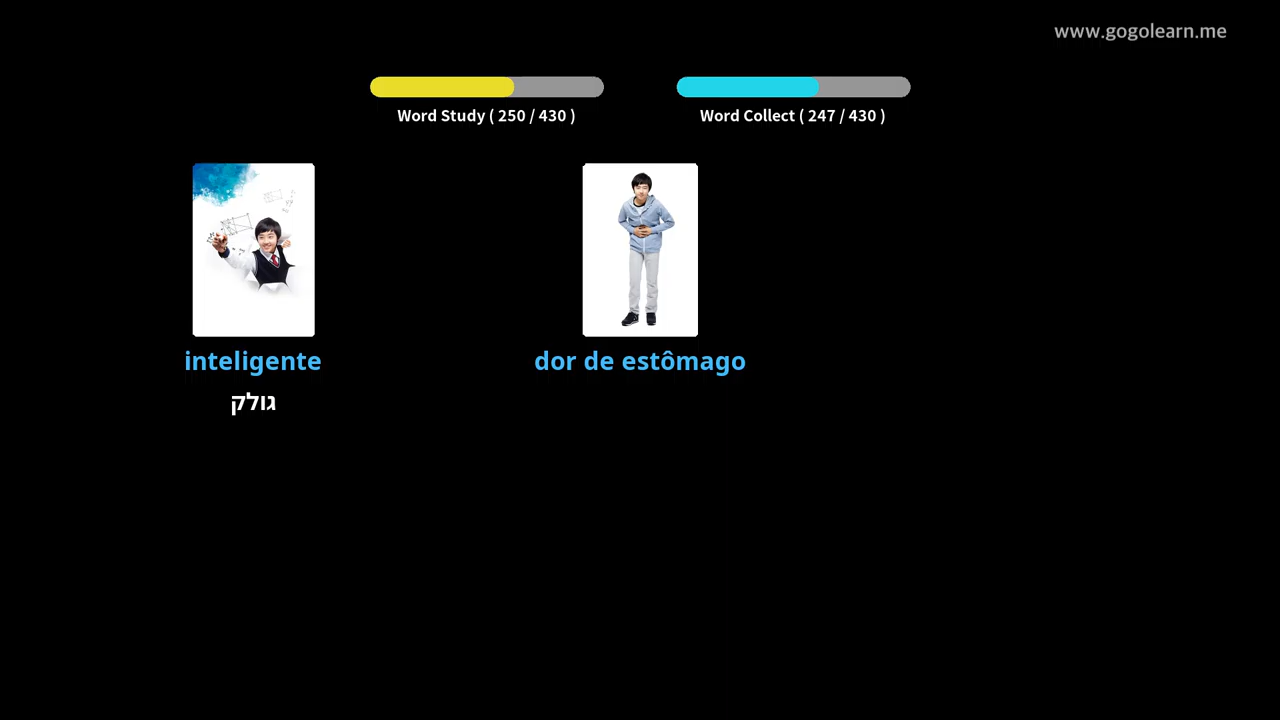 www.gogolearn.me
Word Study ( 250 / 430 )
Word Collect ( 247 / 430 )
inteligente
dor de estômago
גולק